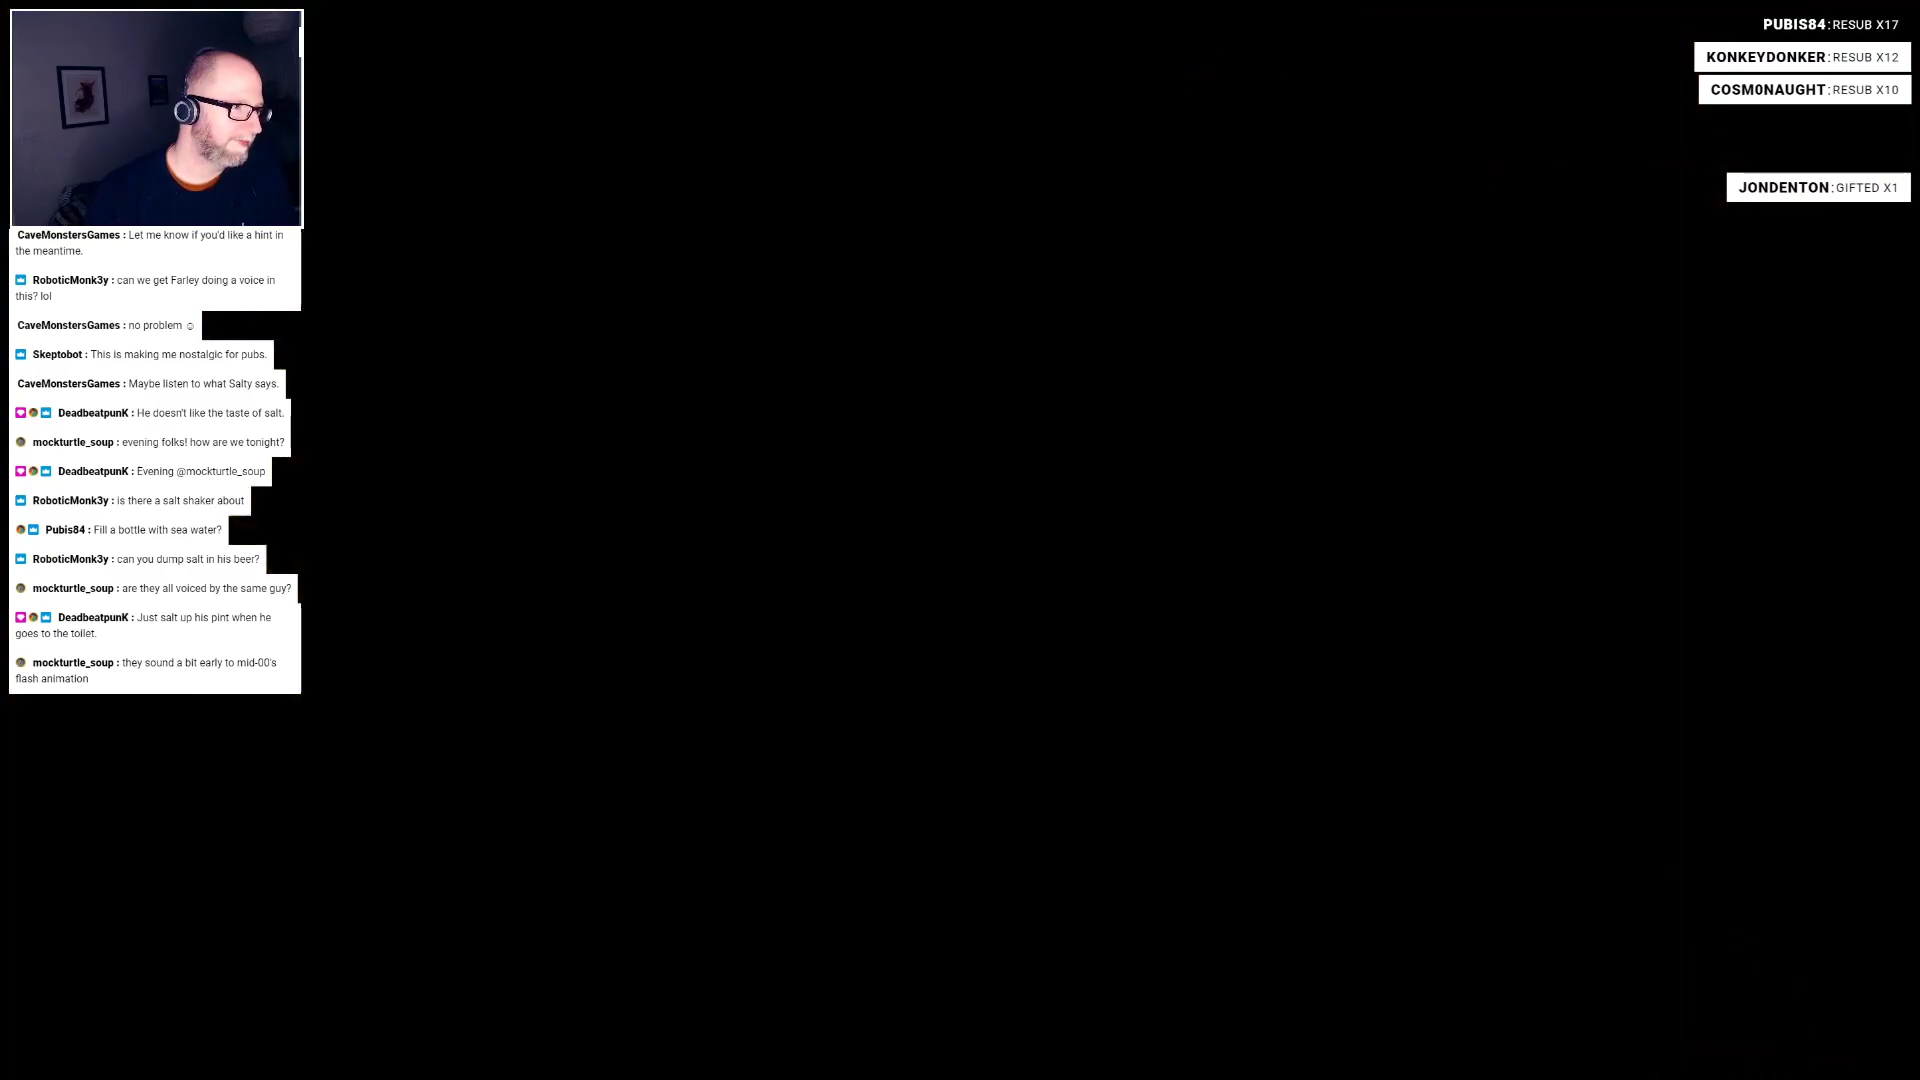 PUBIS84:RESUB X17
KONKEYDONKER:RESUB X12
COSM0NAUGHT:RESUB X10
JONDENTON:GIFTED X1
CaveMonstersGames : Let me know if you'd like a hint in
the meantime.
RoboticMonk3y : can we get Farley doing a voice in
this? lol
CaveMonstersGames : no problem ☺
Skeptobot : This is making me nostalgic for pubs.
CaveMonstersGames : Maybe listen to what Salty says.
DeadbeatpunK : He doesn't like the taste of salt.
mockturtle_soup : evening folks! how are we tonight?
DeadbeatpunK : Evening @mockturtle_soup
RoboticMonk3y : is there a salt shaker about
Pubis84 : Fill a bottle with sea water?
RoboticMonk3y : can you dump salt in his beer?
mockturtle_soup : are they all voiced by the same guy?
DeadbeatpunK : Just salt up his pint when he
goes to the toilet.
mockturtle_soup : they sound a bit early to mid-00's
flash animation